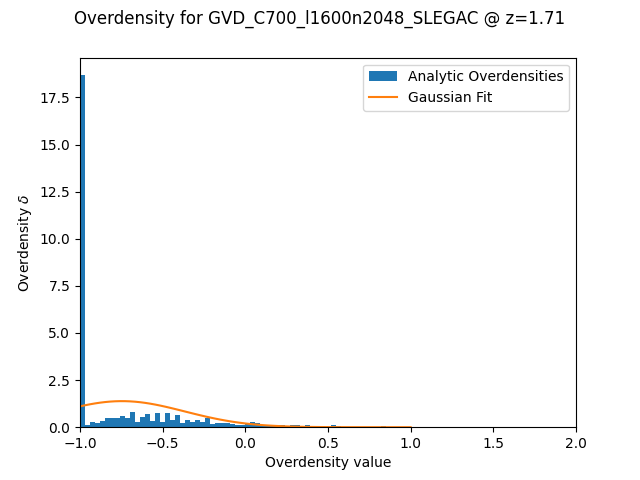 Overdensity for GVD_C700_l1600n2048_SLEGAC @ z=1.71
Analytic Overdensities
Gaussian Fit
Overdensity δ
17.5
15.0
12.5
10.0
7.5
5.0
2.5
0.0
−1.0 −0.5 0.0 0.5 1.0 1.5 2.0
Overdensity value